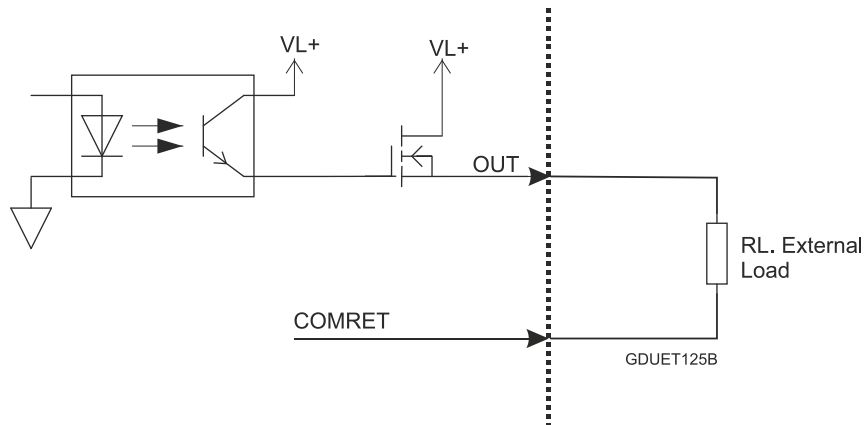 VL+
VL+
OUT
RL. External
Load
COMRET
GDUET125B